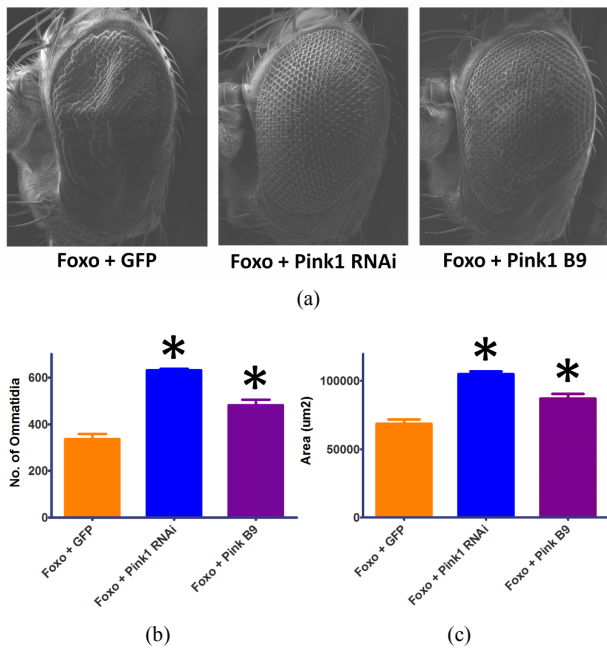 Foxo + GFP
Foxo + Pink1 RNAi
Foxo + Pink1 B9
(a)
No. of Ommatidia
600
400
200
0
*
*
Foxo + GFP
Foxo + Pink1 RNAi
Foxo + Pink B9
(b)
Area (um2)
100000
50000
0
*
*
Foxo + GFP
Foxo + Pink1 RNAi
Foxo + Pink B9
(c)